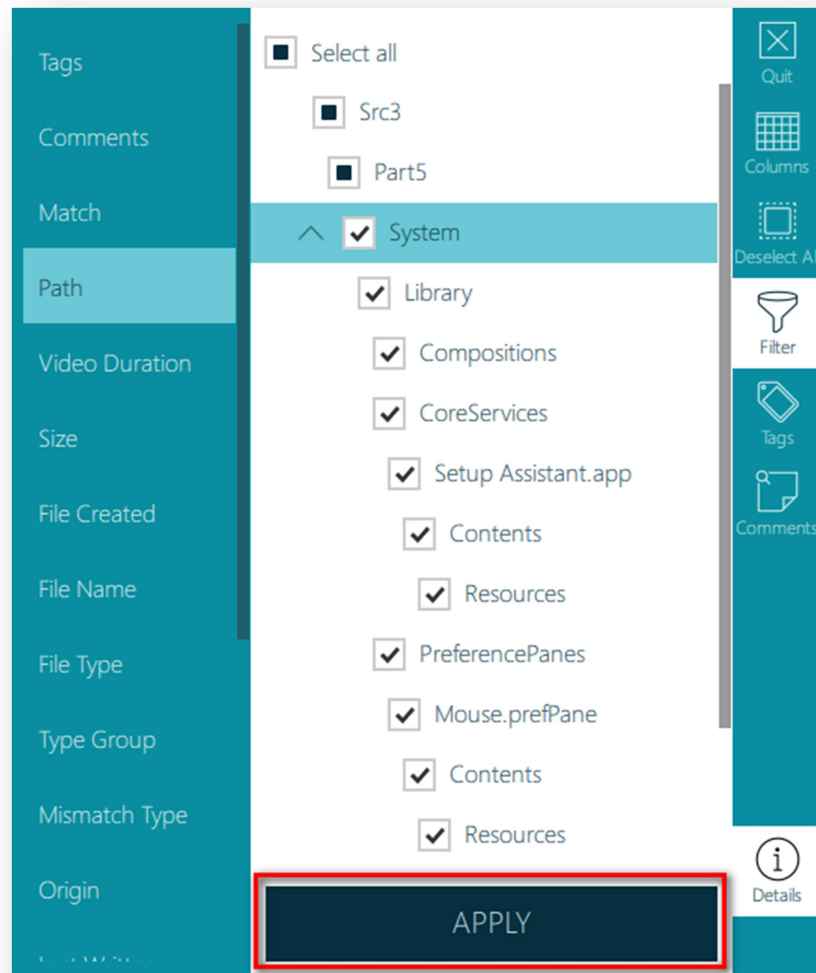 Tags
Comments
Match
Path
Video Duration
Size
File Created
File Name
File Type
Type Group
Mismatch Type
Origin
Select all
Src3
Part5
System
Library
Compositions
CoreServices
Setup Assistant.app
Contents
Resources
PreferencePanes
Mouse.prefPane
Contents
Resources
APPLY
Quit
Columns
Deselect Al
Filter
Tags
Comments
Details